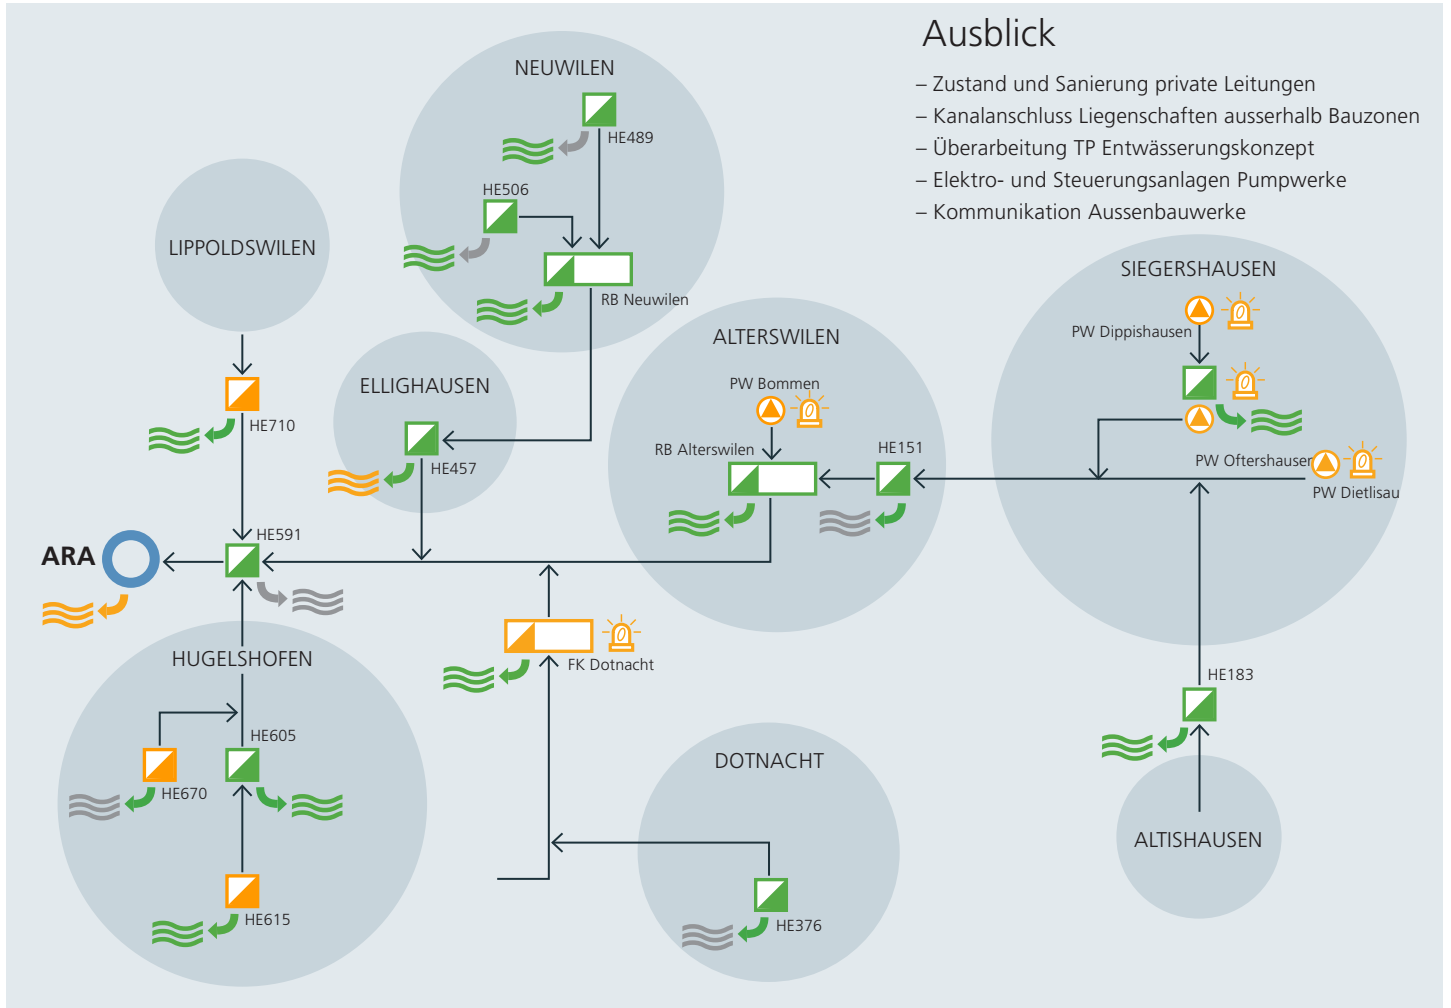 Ausblick
– Zustand und Sanierung private Leitungen
– Kanalanschluss Liegenschaften ausserhalb Bauzonen
– Überarbeitung TP Entwässerungskonzept
– Elektro- und Steuerungsanlagen Pumpwerke
– Kommunikation Aussenbauwerke
NEUWILEN
HE489
HE506
RB Neuwilen
LIPPOLDSWILEN
HE710
ELLIGHAUSEN
HE457
ALTERSWILEN
PW Bommen
RB Alterswilen
HE151
SIEGERSHAUSEN
PW Dippishausen
PW Oftershauser
PW Dietlisau
ARA
HE591
HUGELSHOFEN
HE605
HE670
HE615
FK Dotnacht
DOTNACHT
HE376
HE183
ALTISHAUSEN